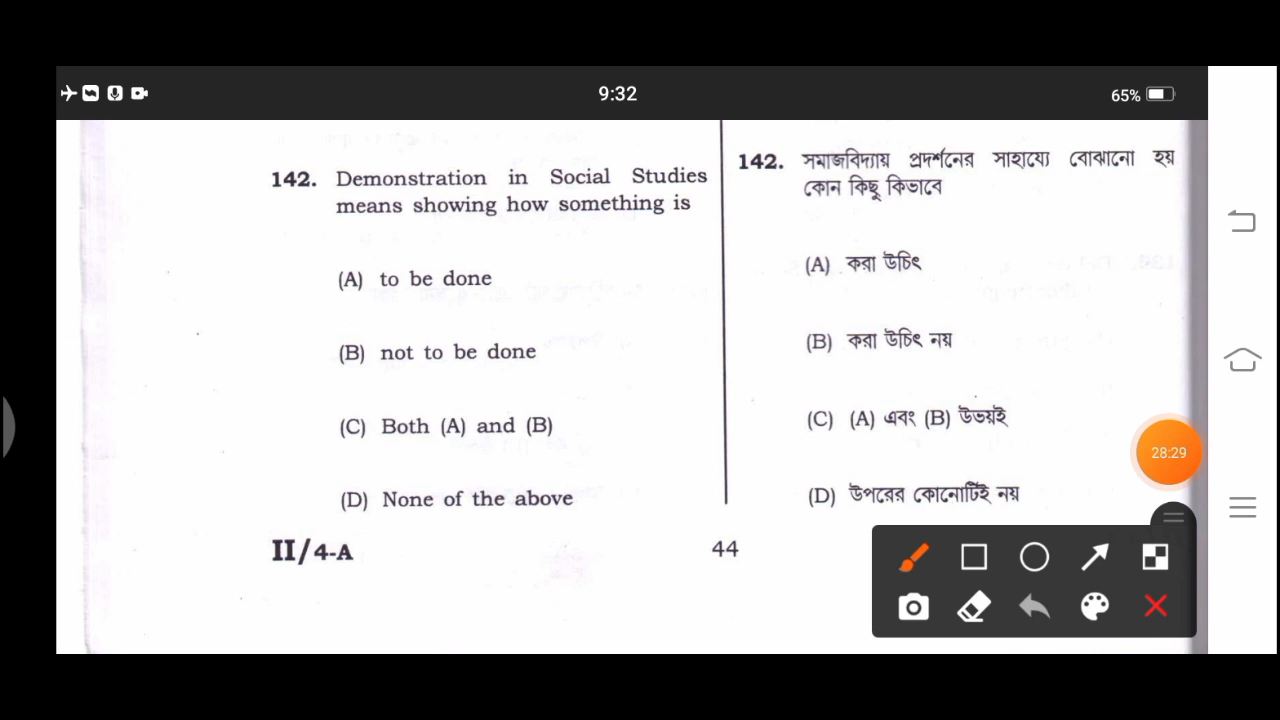 9:32
65%
142. Demonstration in Social Studies
means showing how something is
(A) to be done
(B) not to be done
(C) Both (A) and (B)
(D) None of the above
142. সমাজবিদ্যায় প্রদর্শনের সাহায্যে বোঝানো হয়
কোন কিছু কিভাবে
(A) করা উচিৎ
(B) করা উচিৎ নয়
(C) (A) এবং (B) উভয়ই
(D) উপরের কোনোটিই নয়
28:29
II/4-A
44